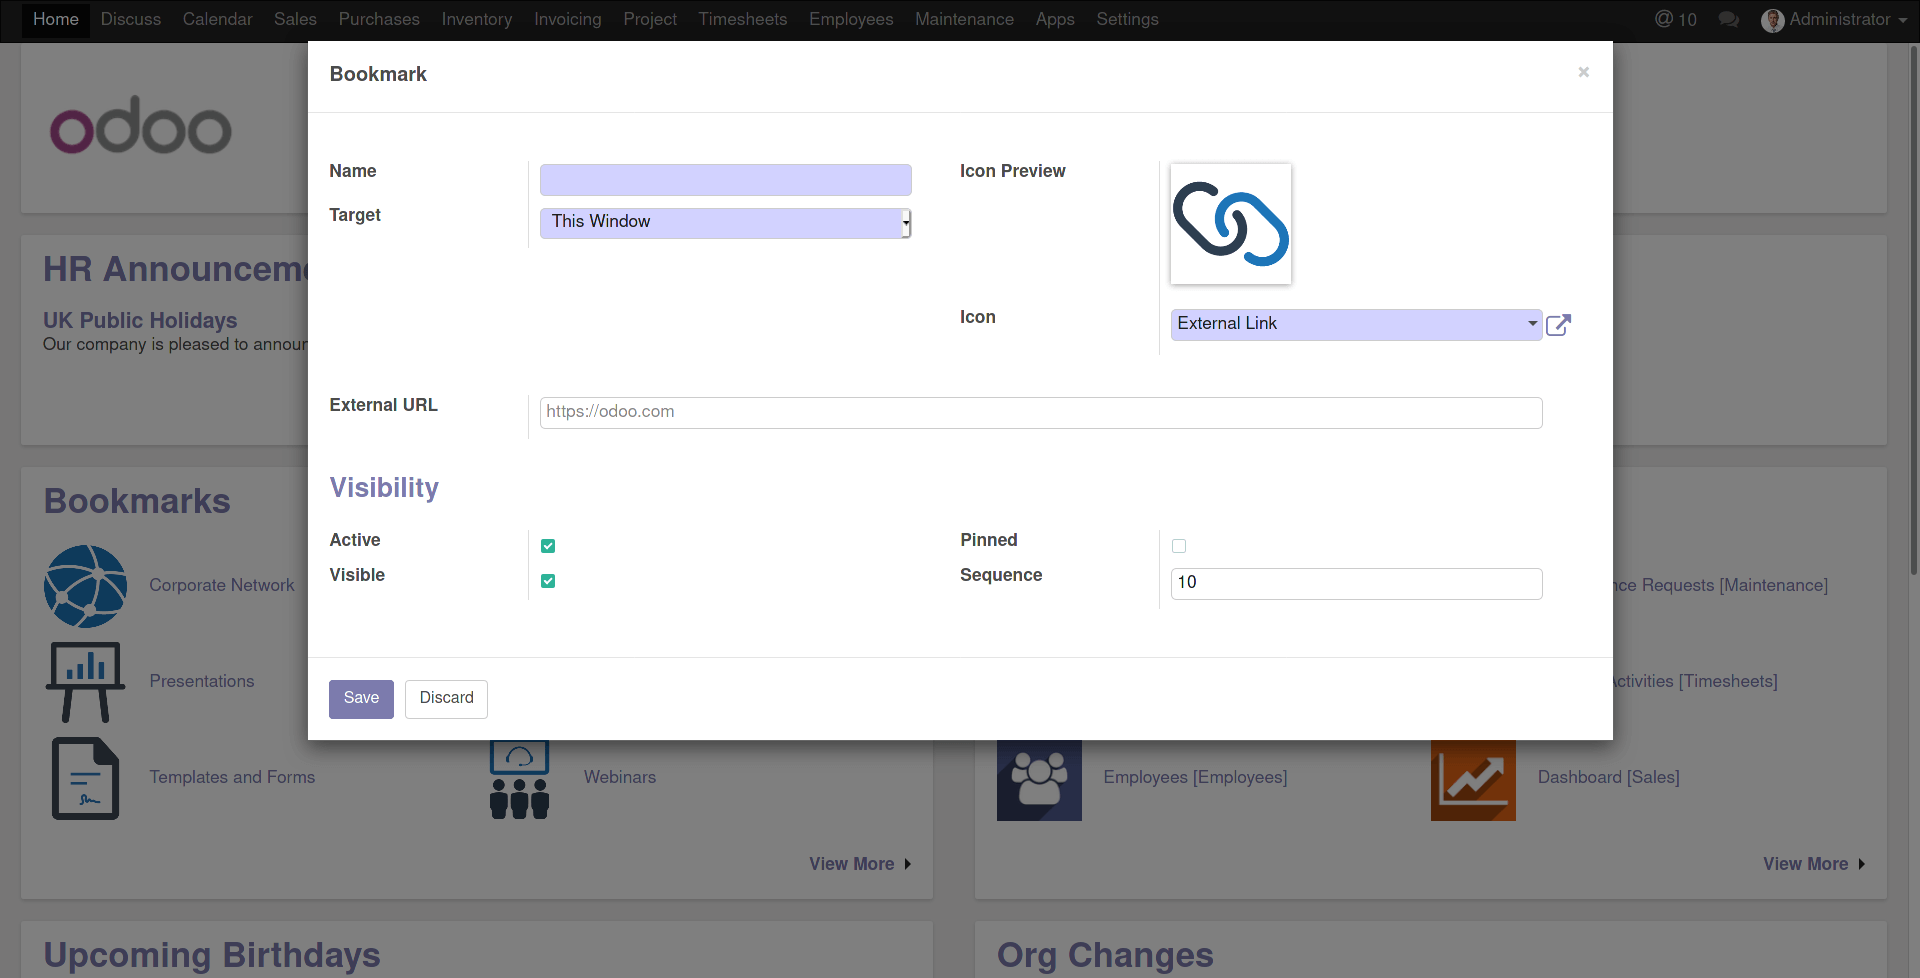 Home Discuss Calendar Sales Purchases Inventory Invoicing Project Timesheets Employees Maintenance Apps Settings @ 10 Administrator
odoo
Bookmark ×
Name
Icon Preview
Target This Window
HR Announceme
UK Public Holidays
Icon External Link
Our company is pleased to annour
External URL https://odoo.com
Visibility
Bookmarks
Active
Pinned
Visible
Sequence 10
Corporate Network
nce Requests [Maintenance]
Presentations
Activities [Timesheets]
Save Discard
Templates and Forms
Webinars
Employees [Employees]
Dashboard [Sales]
View More
View More
Upcoming Birthdays
Org Changes